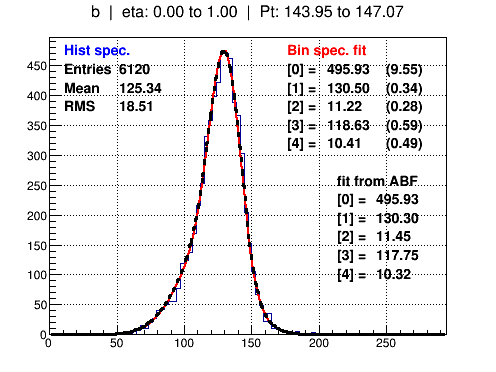 b | eta: 0.00 to 1.00 | Pt: 143.95 to 147.07
Hist spec.
Entries 6120
Mean 125.34
RMS 18.51
Bin spec. fit
[0] = 495.93 (9.55)
[1] = 130.50 (0.34)
[2] = 11.22 (0.28)
[3] = 118.63 (0.59)
[4] = 10.41 (0.49)
fit from ABF
[0] = 495.93
[1] = 130.30
[2] = 11.45
[3] = 117.75
[4] = 10.32
450
400
350
300
250
200
150
100
50
0
0 50 100 150 200 250